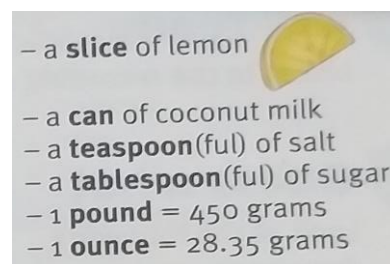 – a slice of lemon
– a can of coconut milk
– a teaspoon(ful) of salt
– a tablespoon(ful) of sugar
– 1 pound = 450 grams
– 1 ounce = 28.35 grams